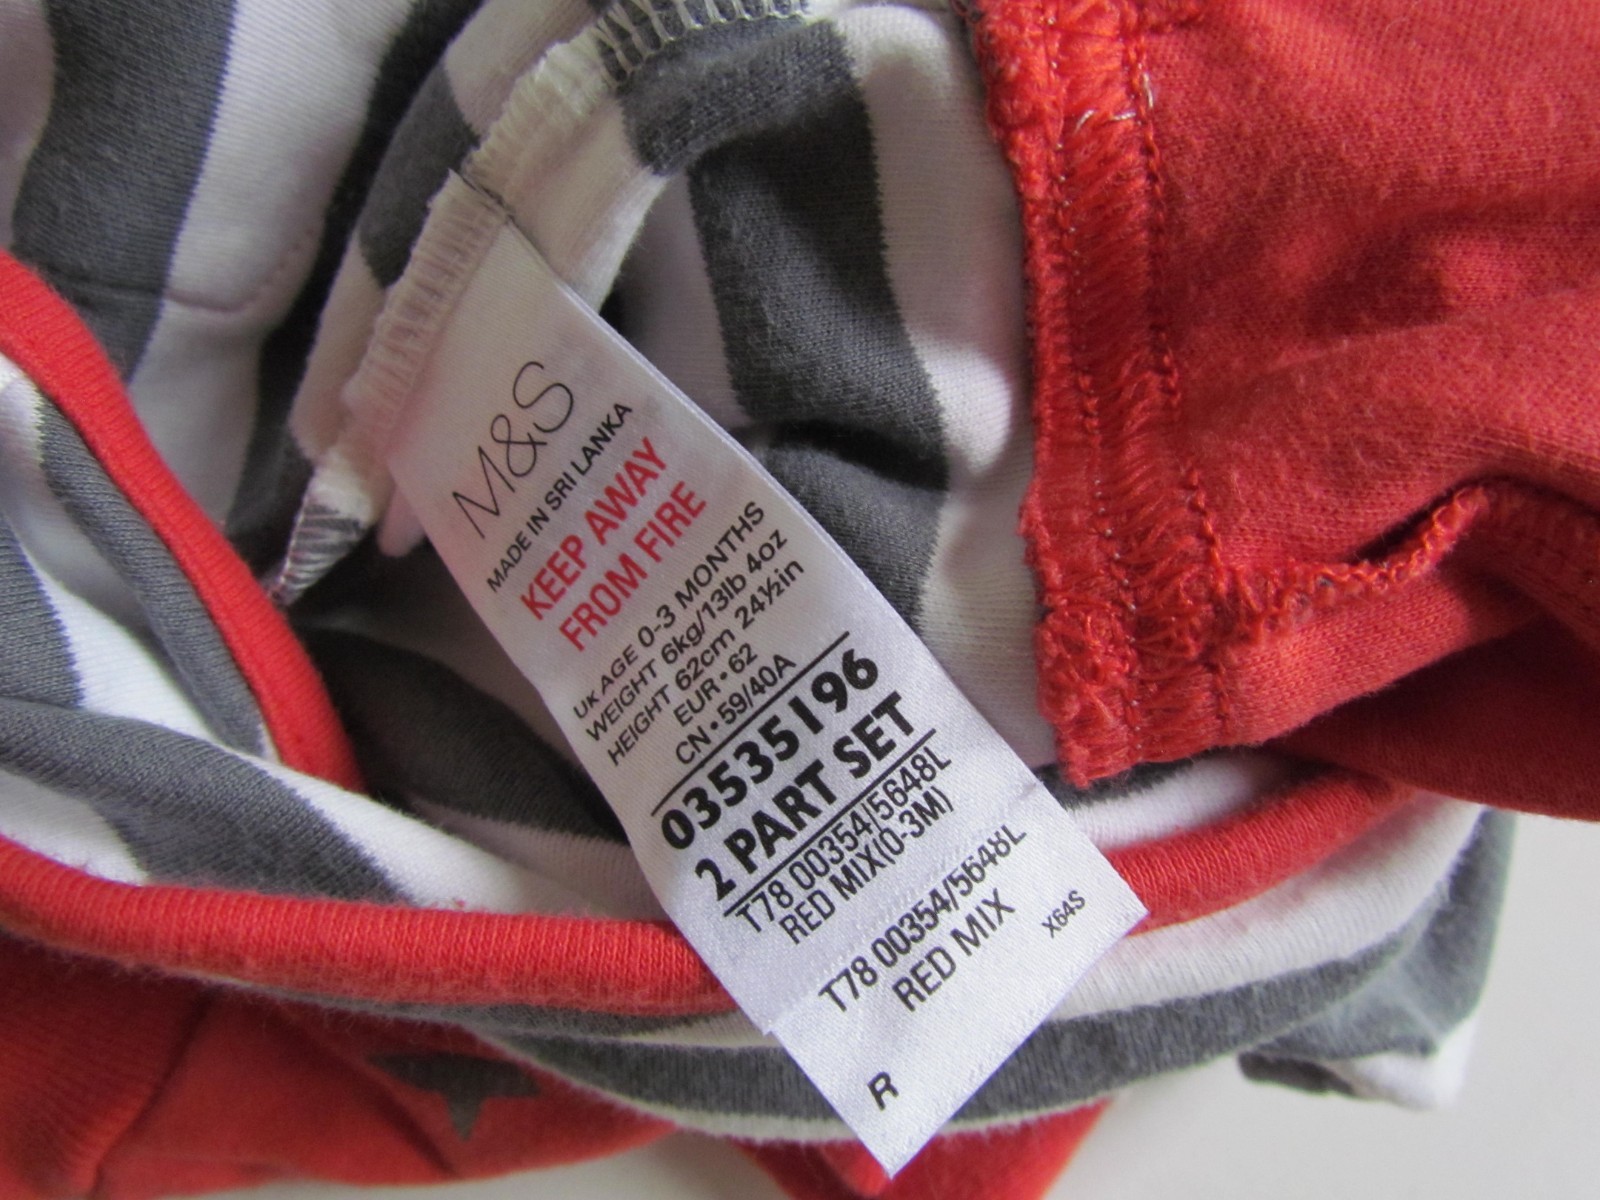 M&S
MADE IN SRI LANKA
KEEP AWAY
FROM FIRE
UK AGE 0-3 MONTHS
WEIGHT 6kg/13lb 4oz
HEIGHT 62cm 24½in
EUR • 62
CN • 59/40A
03535196
2 PART SET
T78 00354/5648L
RED MIX(0-3M)
T78 00354/5648L
RED MIX
X64S
R